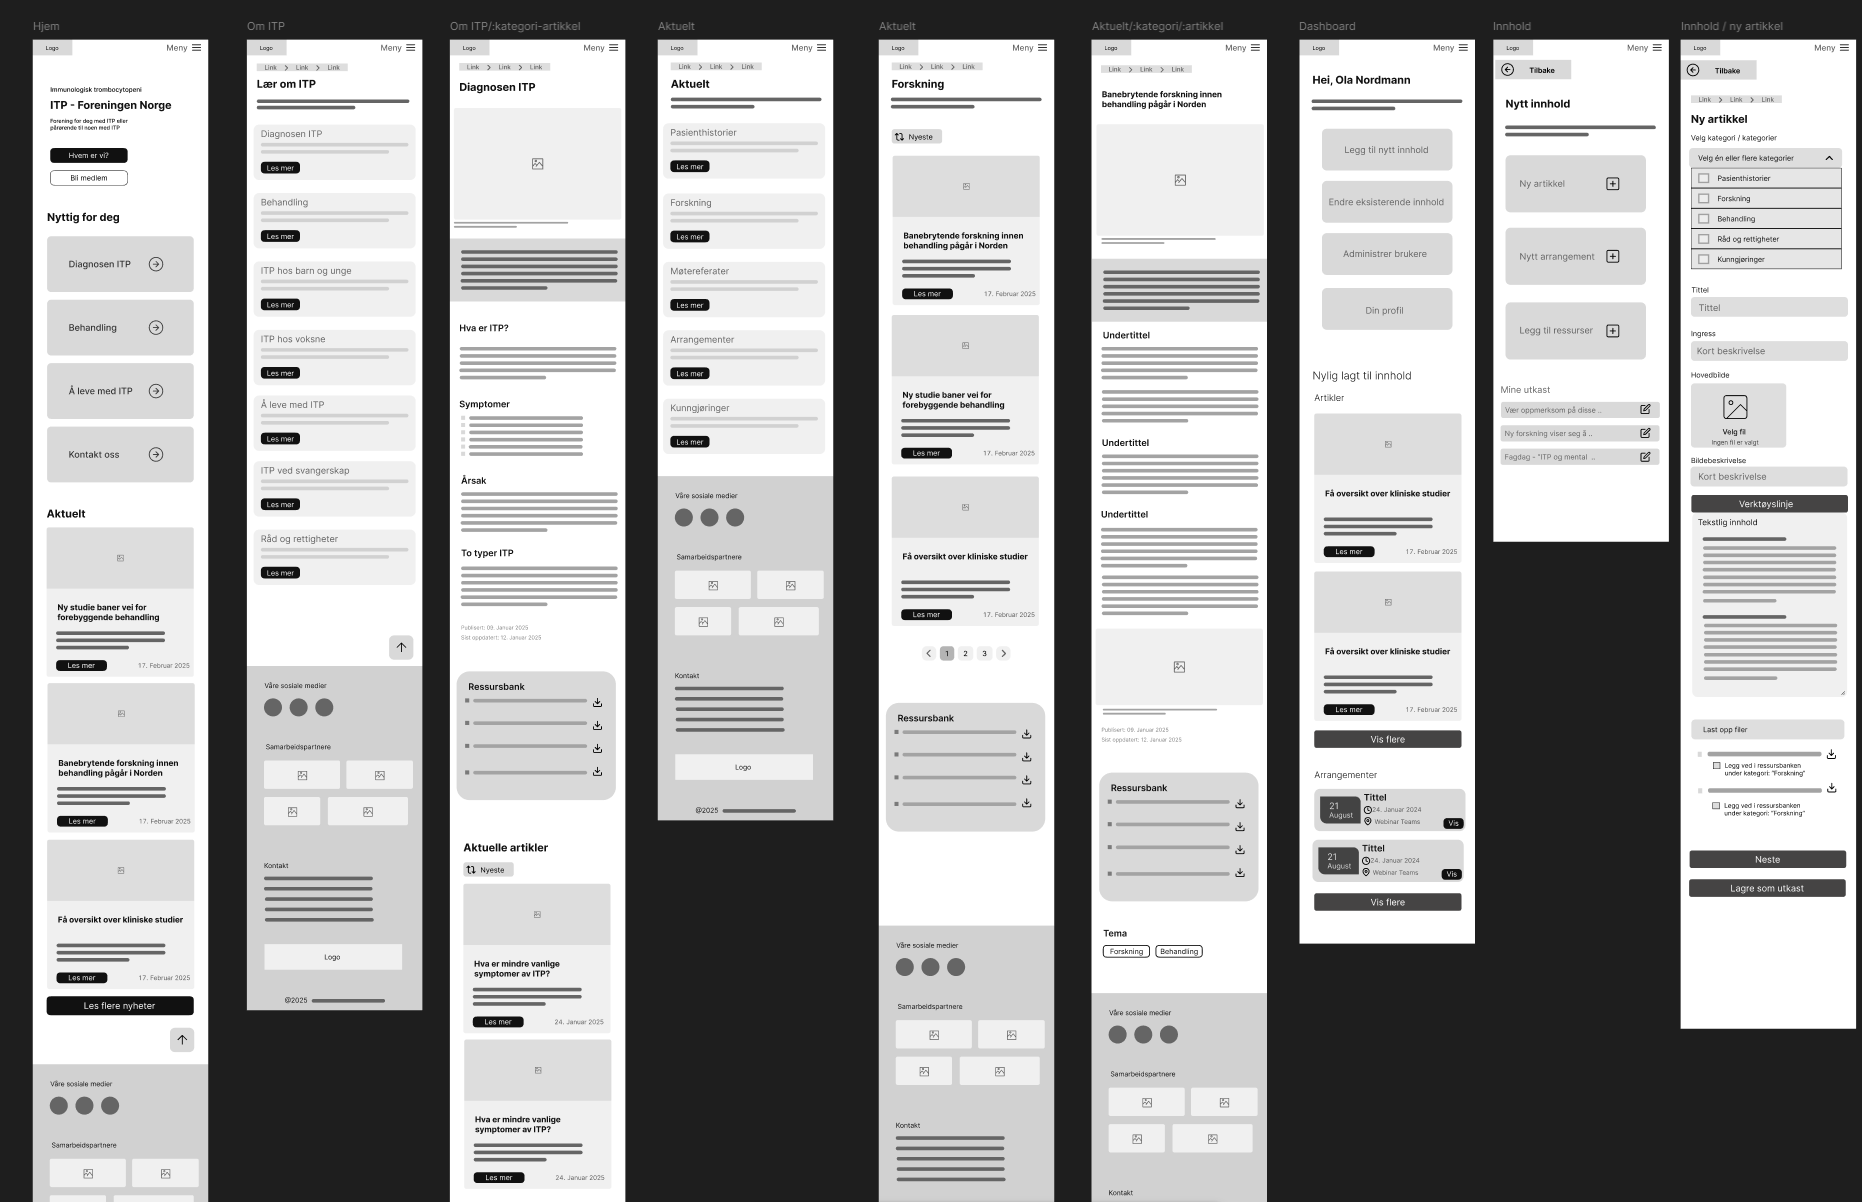 Hjem
Logo
Meny
Immunologisk trombocytopeni
ITP - Foreningen Norge
Forening for deg med ITP eller
pårørende til noen med ITP
Hvem er vi?
Bli medlem
Nyttig for deg
Diagnosen ITP
Behandling
Å leve med ITP
Kontakt oss
Aktuelt
Ny studie baner vei for
forebyggende behandling
Les mer
17. Februar 2025
Banebrytende forskning innen
behandling pågår i Norden
Les mer
17. Februar 2025
Få oversikt over kliniske studier
Les mer
17. Februar 2025
Les flere nyheter
Våre sosiale medier
Samarbeidspartnere
Om ITP
Logo
Meny
Link > Link > Link
Lær om ITP
Diagnosen ITP
Les mer
Behandling
Les mer
ITP hos barn og unge
Les mer
ITP hos voksne
Les mer
Å leve med ITP
Les mer
ITP ved svangerskap
Les mer
Råd og rettigheter
Les mer
Våre sosiale medier
Samarbeidspartnere
Kontakt
Logo
@2025
Om ITP/:kategori-artikkel
Logo
Meny
Link > Link > Link
Diagnosen ITP
Hva er ITP?
Symptomer
Årsak
To typer ITP
Publisert: 09. Januar 2025
Sist oppdatert: 12. Januar 2025
Ressursbank
Aktuelle artikler
Nyeste
Hva er mindre vanlige
symptomer av ITP?
Les mer
24. Januar 2025
Hva er mindre vanlige
symptomer av ITP?
Les mer
24. Januar 2025
Aktuelt
Logo
Meny
Link > Link > Link
Aktuelt
Pasienthistorier
Les mer
Forskning
Les mer
Møtereferater
Les mer
Arrangementer
Les mer
Kunngjøringer
Les mer
Våre sosiale medier
Samarbeidspartnere
Kontakt
Logo
@2025
Aktuelt
Logo
Meny
Link > Link > Link
Forskning
Nyeste
Banebrytende forskning innen
behandling pågår i Norden
Les mer
17. Februar 2025
Ny studie baner vei for
forebyggende behandling
Les mer
17. Februar 2025
Få oversikt over kliniske studier
Les mer
17. Februar 2025
< 1 2 3 >
Ressursbank
Våre sosiale medier
Samarbeidspartnere
Kontakt
Aktuelt/:kategori/:artikkel
Logo
Meny
Link > Link > Link
Banebrytende forskning innen
behandling pågår i Norden
Undertittel
Undertittel
Undertittel
Publisert: 09. Januar 2025
Sist oppdatert: 12. Januar 2025
Ressursbank
Tema
Forskning
Behandling
Våre sosiale medier
Samarbeidspartnere
Kontakt
Dashboard
Logo
Meny
Hei, Ola Nordmann
Legg til nytt innhold
Endre eksisterende innhold
Administrer brukere
Din profil
Nylig lagt til innhold
Artikler
Få oversikt over kliniske studier
Les mer
17. Februar 2025
Få oversikt over kliniske studier
Les mer
17. Februar 2025
Vis flere
Arrangementer
21
August
Tittel
24. Januar 2024
Webinar Teams
Vis
21
August
Tittel
24. Januar 2024
Webinar Teams
Vis
Vis flere
Innhold
Logo
Meny
Tilbake
Nytt innhold
Ny artikkel
Nytt arrangement
Legg til ressurser
Mine utkast
Vær oppmerksom på disse ..
Ny forskning viser seg å ..
Fagdag - "ITP og mental ..
Innhold / ny artikkel
Logo
Meny
Tilbake
Link > Link > Link
Ny artikkel
Velg kategori / kategorier
Velg én eller flere kategorier
Pasienthistorier
Forskning
Behandling
Råd og rettigheter
Kunngjøringer
Tittel
Tittel
Ingress
Kort beskrivelse
Hovedbilde
Velg fil
Ingen fil er valgt
Bildebeskrivelse
Kort beskrivelse
Verktøyslinje
Tekstlig innhold
Last opp filer
Legg ved i ressursbanken
under kategori: "Forskning"
Legg ved i ressursbanken
under kategori: "Forskning"
Neste
Lagre som utkast